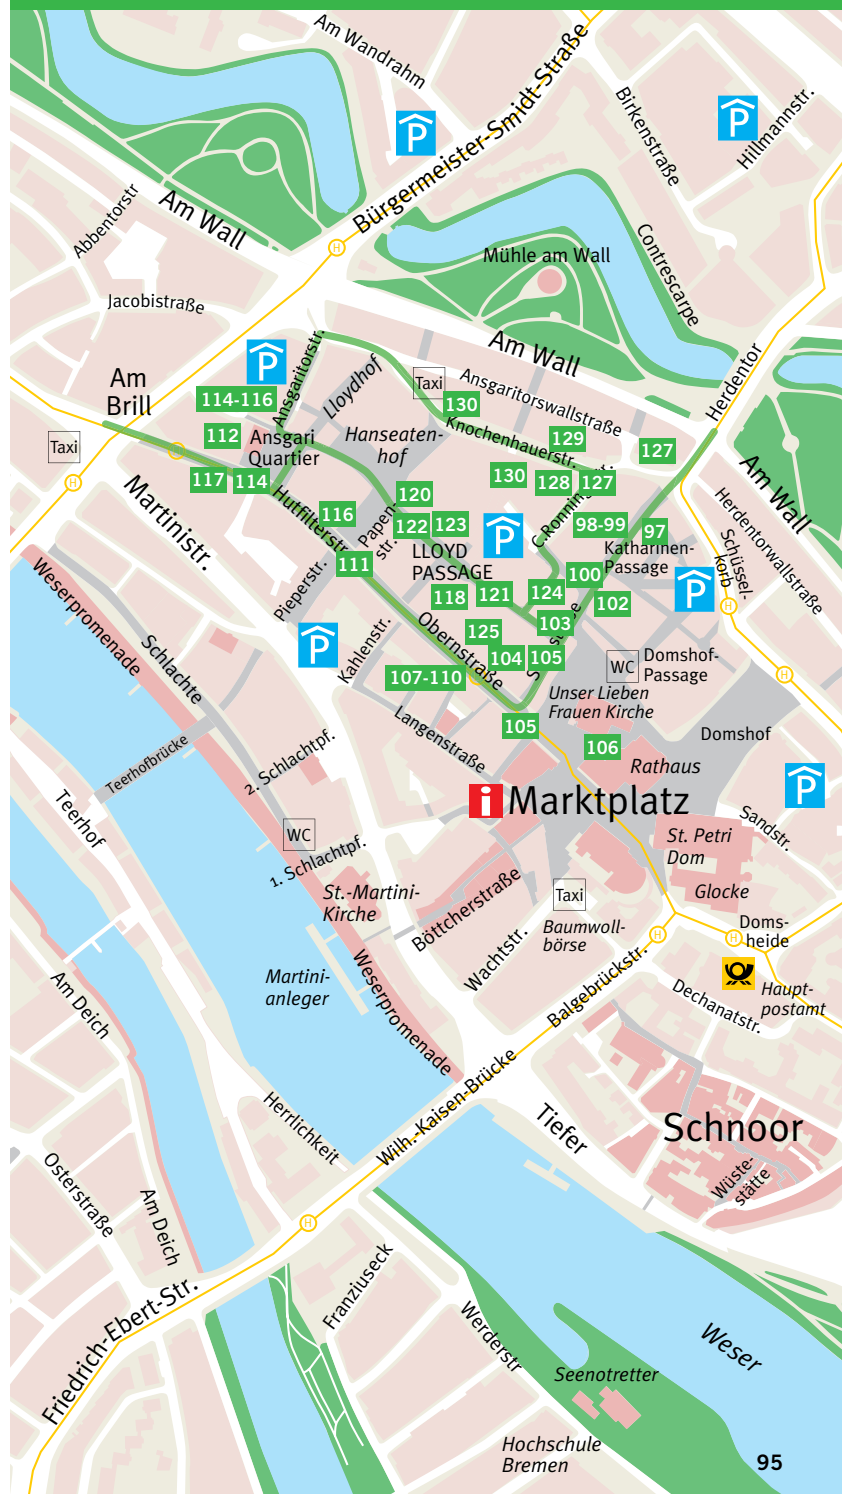 Am Wandrahm
Bürgermeister-Smidt-Straße
Birkenstraße
Hillmannstr.
P
P
Abbentorstr
Am Wall
Contrescarpe
Mühle am Wall
H
Jacobistraße
Am Wall
Herdentor
P
Ansgaritorstr.
Lloydhof
Taxi
Ansgaritorswallstraße
Am
Brill
114-116
130
Knochenhauerstr.
129
127
112
Ansgari
Quartier
Hanseaten-
hof
Taxi
H
H
117
114
130
128
127
Am Wall
Martinistr.
Hutfilterstr.
116
Papen-
str.
120
122
123
P
C.Ronning-
98-99
97
Herdentorwallstraße
Schüssel-
korb
LLOYD
PASSAGE
Katharinen-
Passage
111
Pieperstr.
118
121
124
100
102
P
H
Weserpromenade
Schlachte
P
Kahlenstr.
Obernstraße
125
103
104
105
107-110
WC
Domshof-
Passage
H
Unser Lieben
Frauen Kirche
Langenstraße
105
106
Domshof
Rathaus
Teerhofbrücke
2. Schlachtpf.
Teerhof
i
Marktplatz
P
Sandstr.
WC
1. Schlachtpf.
St. Petri
Dom
Glocke
St.-Martini-
Kirche
Böttcherstraße
Taxi
Baumwoll-
börse
Wachtstr.
H
H
Doms-
heide
Balgebrückstr.
Martini-
anleger
Weserpromenade
Haupt-
postamt
Dechanatstr.
Am Deich
Wilh.-Kaisen-Brücke
Herrlichkeit
Tiefer
Schnoor
Wüste-
stätte
Osterstraße
Am Deich
H
Friedrich-Ebert-Str.
Franziuseck
Werderstr
Weser
Seenotretter
Hochschule
Bremen
95